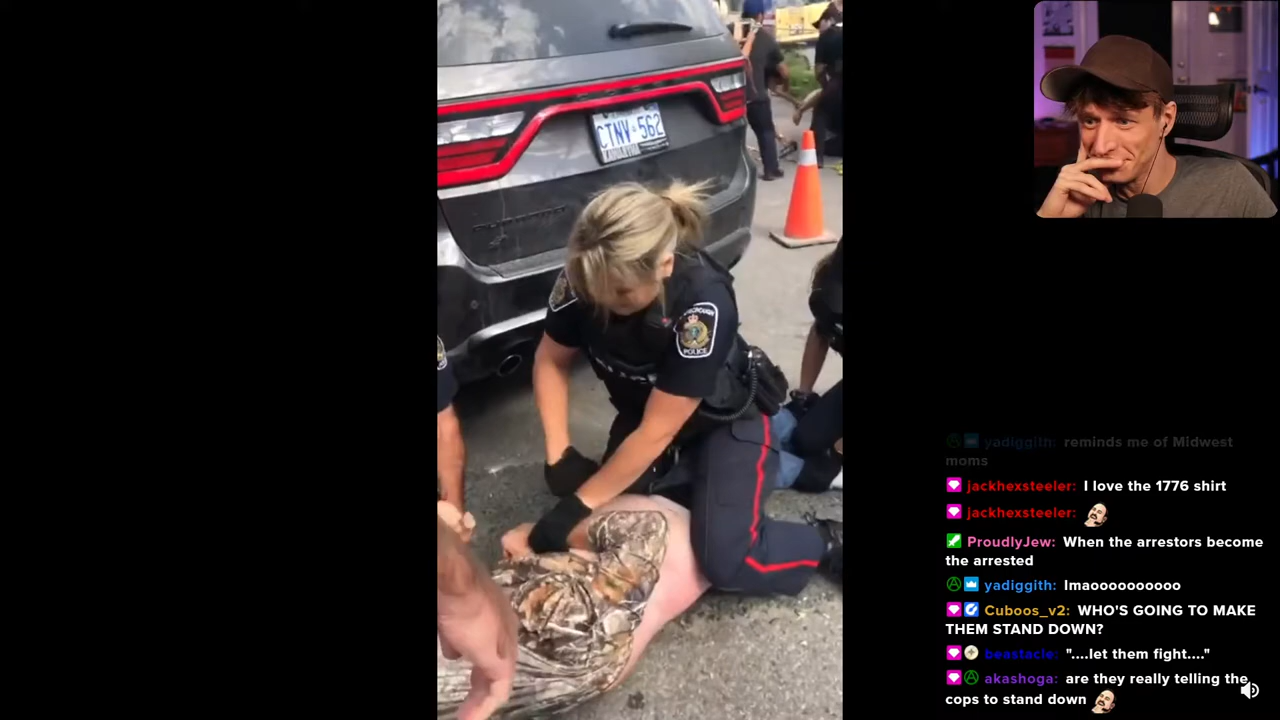 CTNV 562
POLICE
yadiggith: reminds me of Midwest
moms
jackhexsteeler: I love the 1776 shirt
jackhexsteeler:
ProudlyJew: When the arrestors become
the arrested
yadiggith: lmaoooooooooo
Cuboos_v2: WHO'S GOING TO MAKE
THEM STAND DOWN?
beastacle: "....let them fight...."
akashoga: are they really telling the
cops to stand down